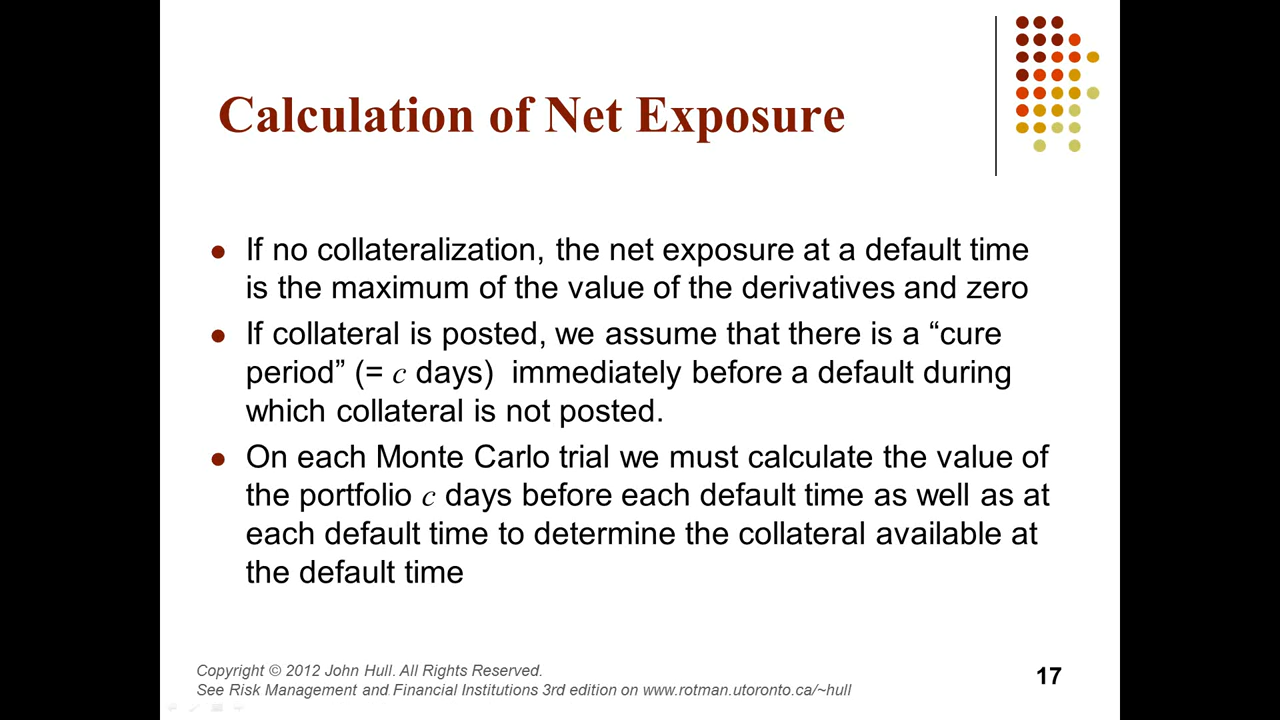 Calculation of Net Exposure
If no collateralization, the net exposure at a default time
is the maximum of the value of the derivatives and zero
If collateral is posted, we assume that there is a “cure
period” (= c days)  immediately before a default during
which collateral is not posted.
On each Monte Carlo trial we must calculate the value of
the portfolio c days before each default time as well as at
each default time to determine the collateral available at
the default time
Copyright © 2012 John Hull. All Rights Reserved.
See Risk Management and Financial Institutions 3rd edition on www.rotman.utoronto.ca/~hull
17